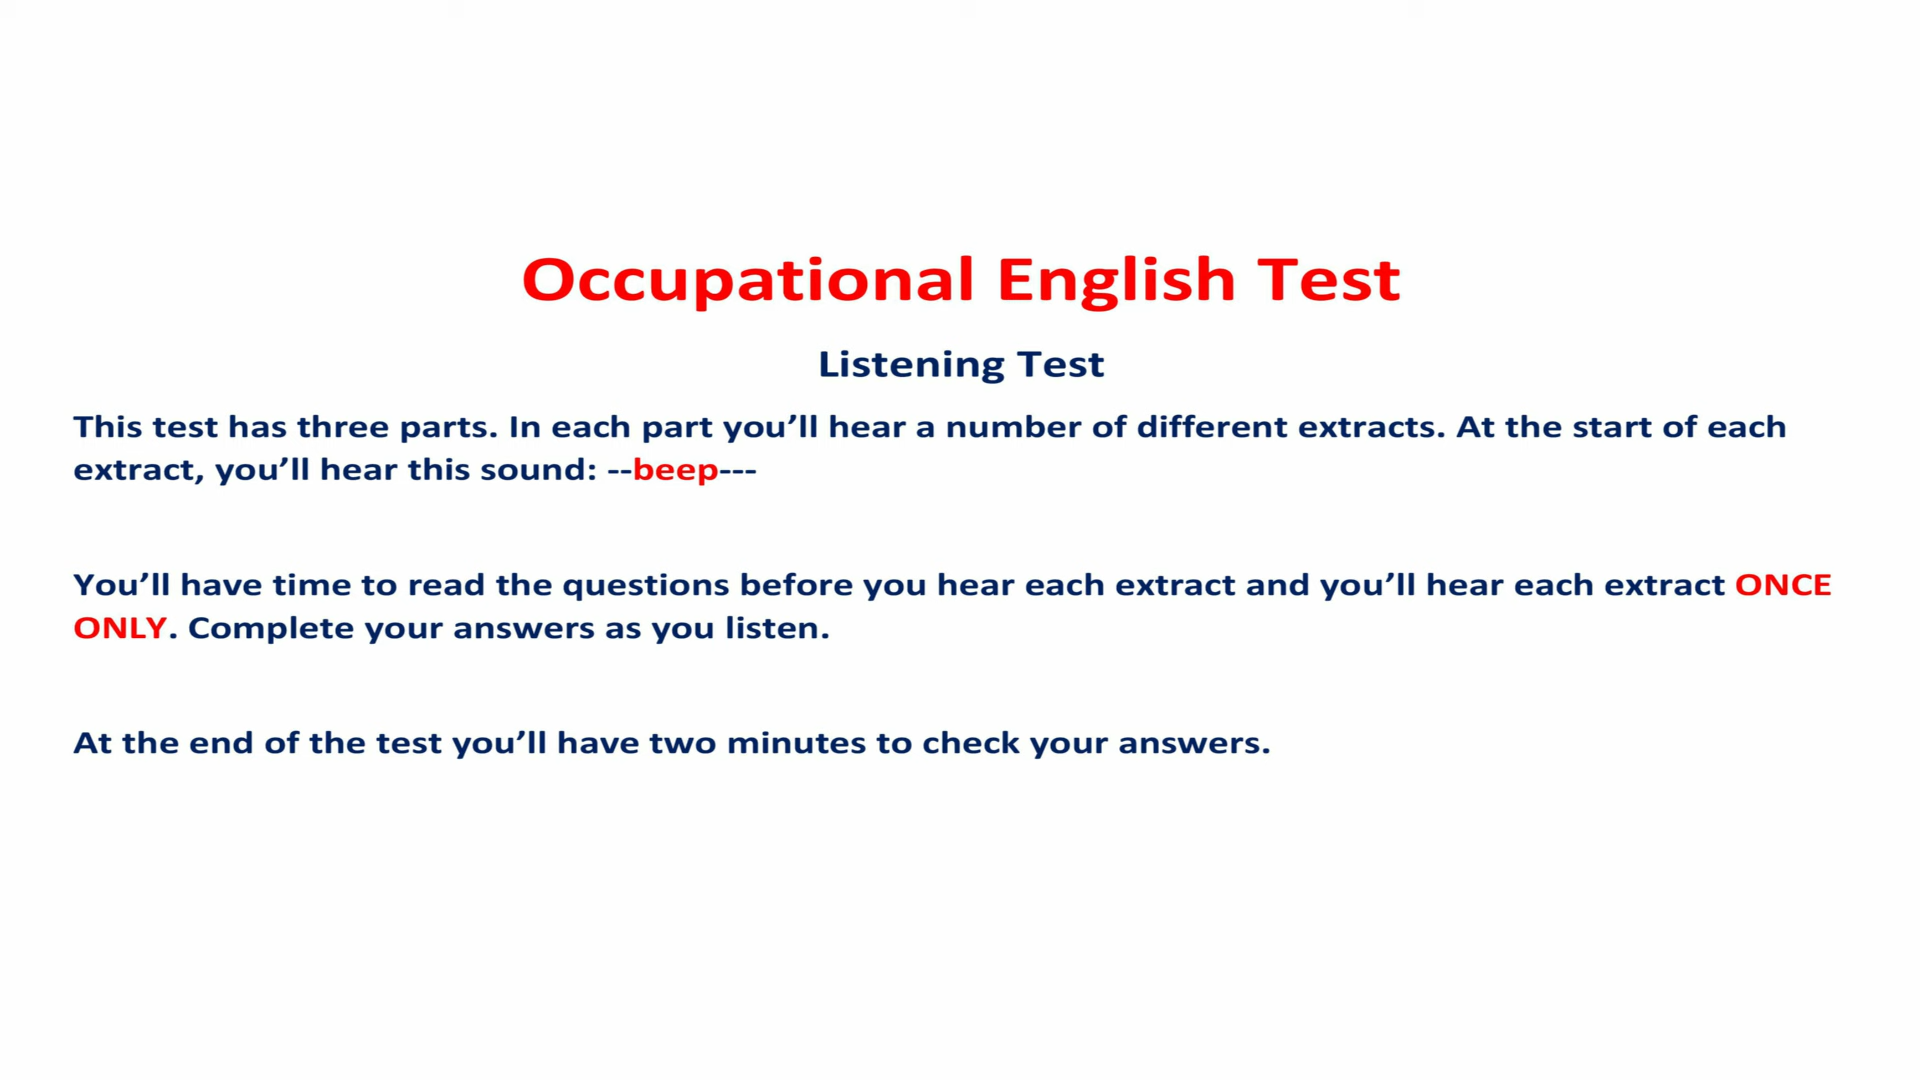 Occupational English Test
Listening Test
This test has three parts. In each part you’ll hear a number of different extracts. At the start of each
extract, you’ll hear this sound: --beep---
You’ll have time to read the questions before you hear each extract and you’ll hear each extract ONCE
ONLY. Complete your answers as you listen.
At the end of the test you’ll have two minutes to check your answers.